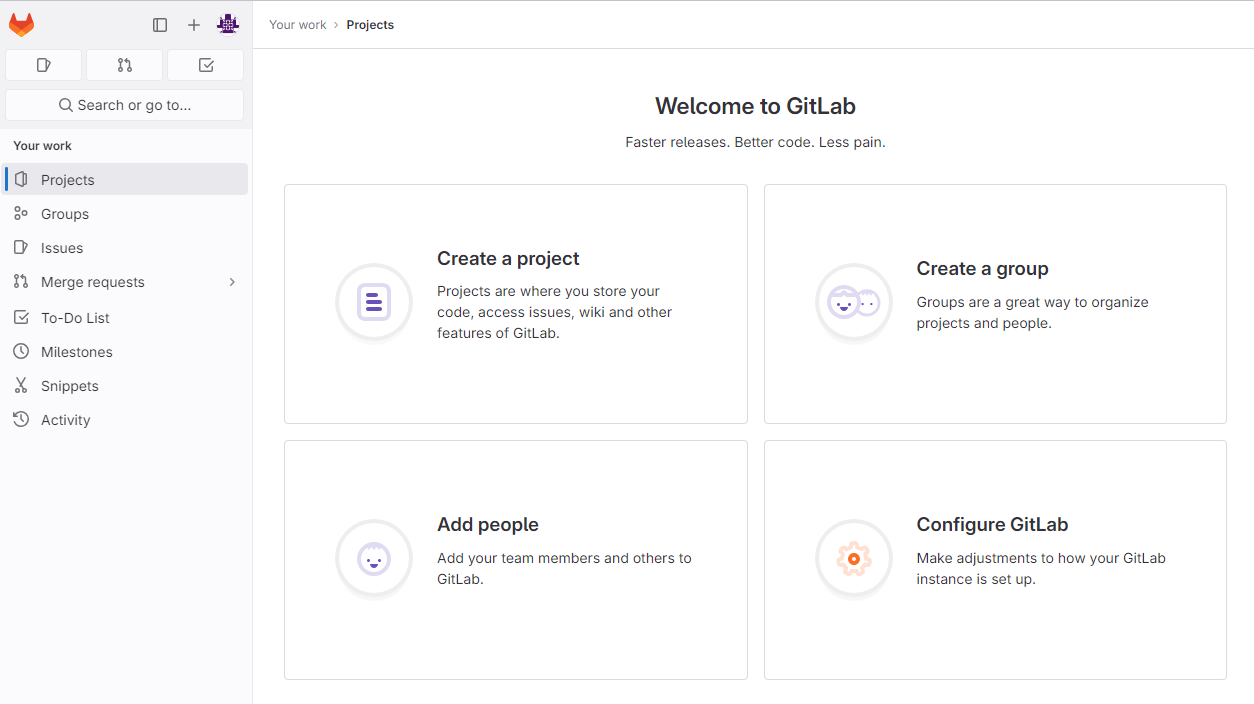 Your work › Projects
Search or go to...
Your work
Projects
Groups
Issues
Merge requests
To-Do List
Milestones
Snippets
Activity
Welcome to GitLab
Faster releases. Better code. Less pain.
Create a project
Projects are where you store your
code, access issues, wiki and other
features of GitLab.
Create a group
Groups are a great way to organize
projects and people.
Add people
Add your team members and others to
GitLab.
Configure GitLab
Make adjustments to how your GitLab
instance is set up.